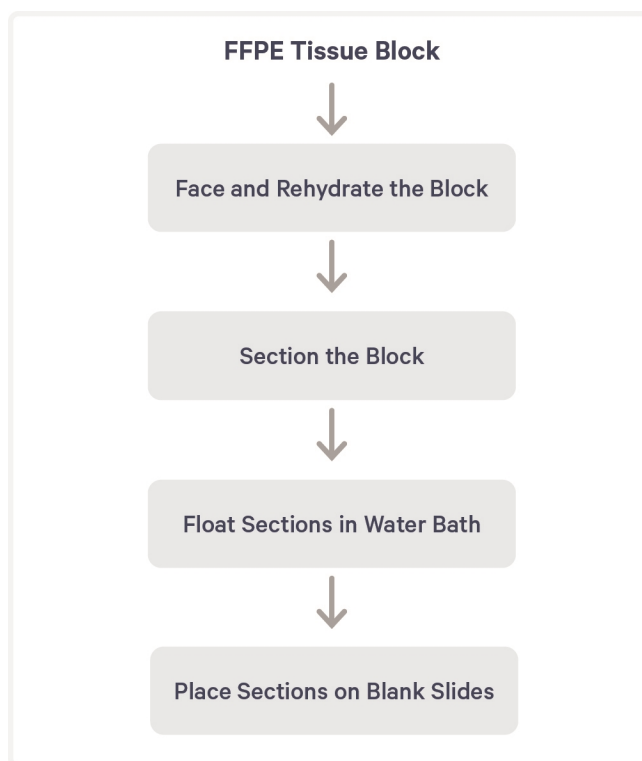 FFPE Tissue Block
Face and Rehydrate the Block
Section the Block
Float Sections in Water Bath
Place Sections on Blank Slides